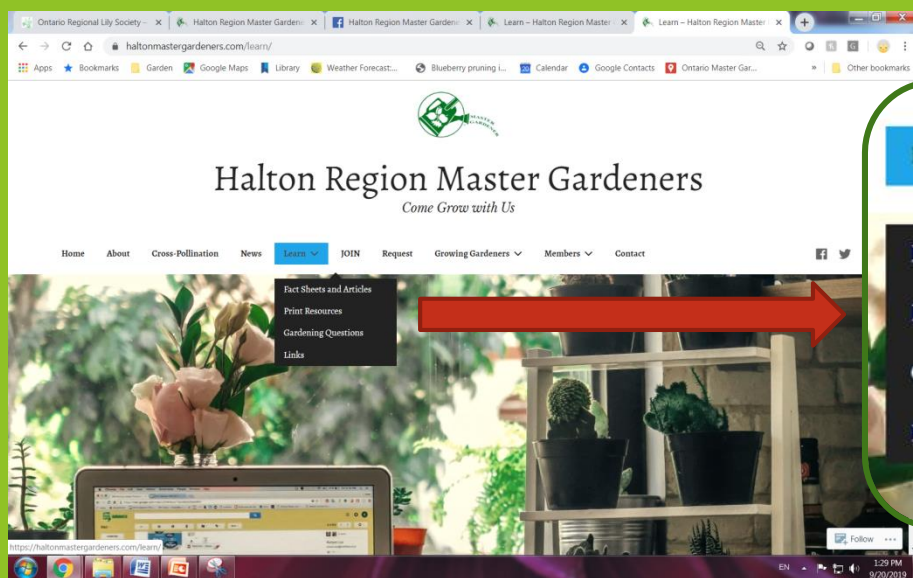 Ontario Regional Lily Society –
Halton Region Master Gardene
Halton Region Master Gardene
Learn – Halton Region Master
Learn – Halton Region Master
haltonmastergardeners.com/learn/
Apps Bookmarks Garden Google Maps Library Weather Forecast:... Blueberry pruning i... Calendar Google Contacts Ontario Master Gar... » Other bookmarks
MASTER
GARDENER
Halton Region Master Gardeners
Come Grow with Us
Home About Cross-Pollination News Learn JOIN Request Growing Gardeners Members Contact
Fact Sheets and Articles
Print Resources
Gardening Questions
Links
Follow ...
https://haltonmastergardeners.com/learn/
EN
1:29 PM
9/20/2019